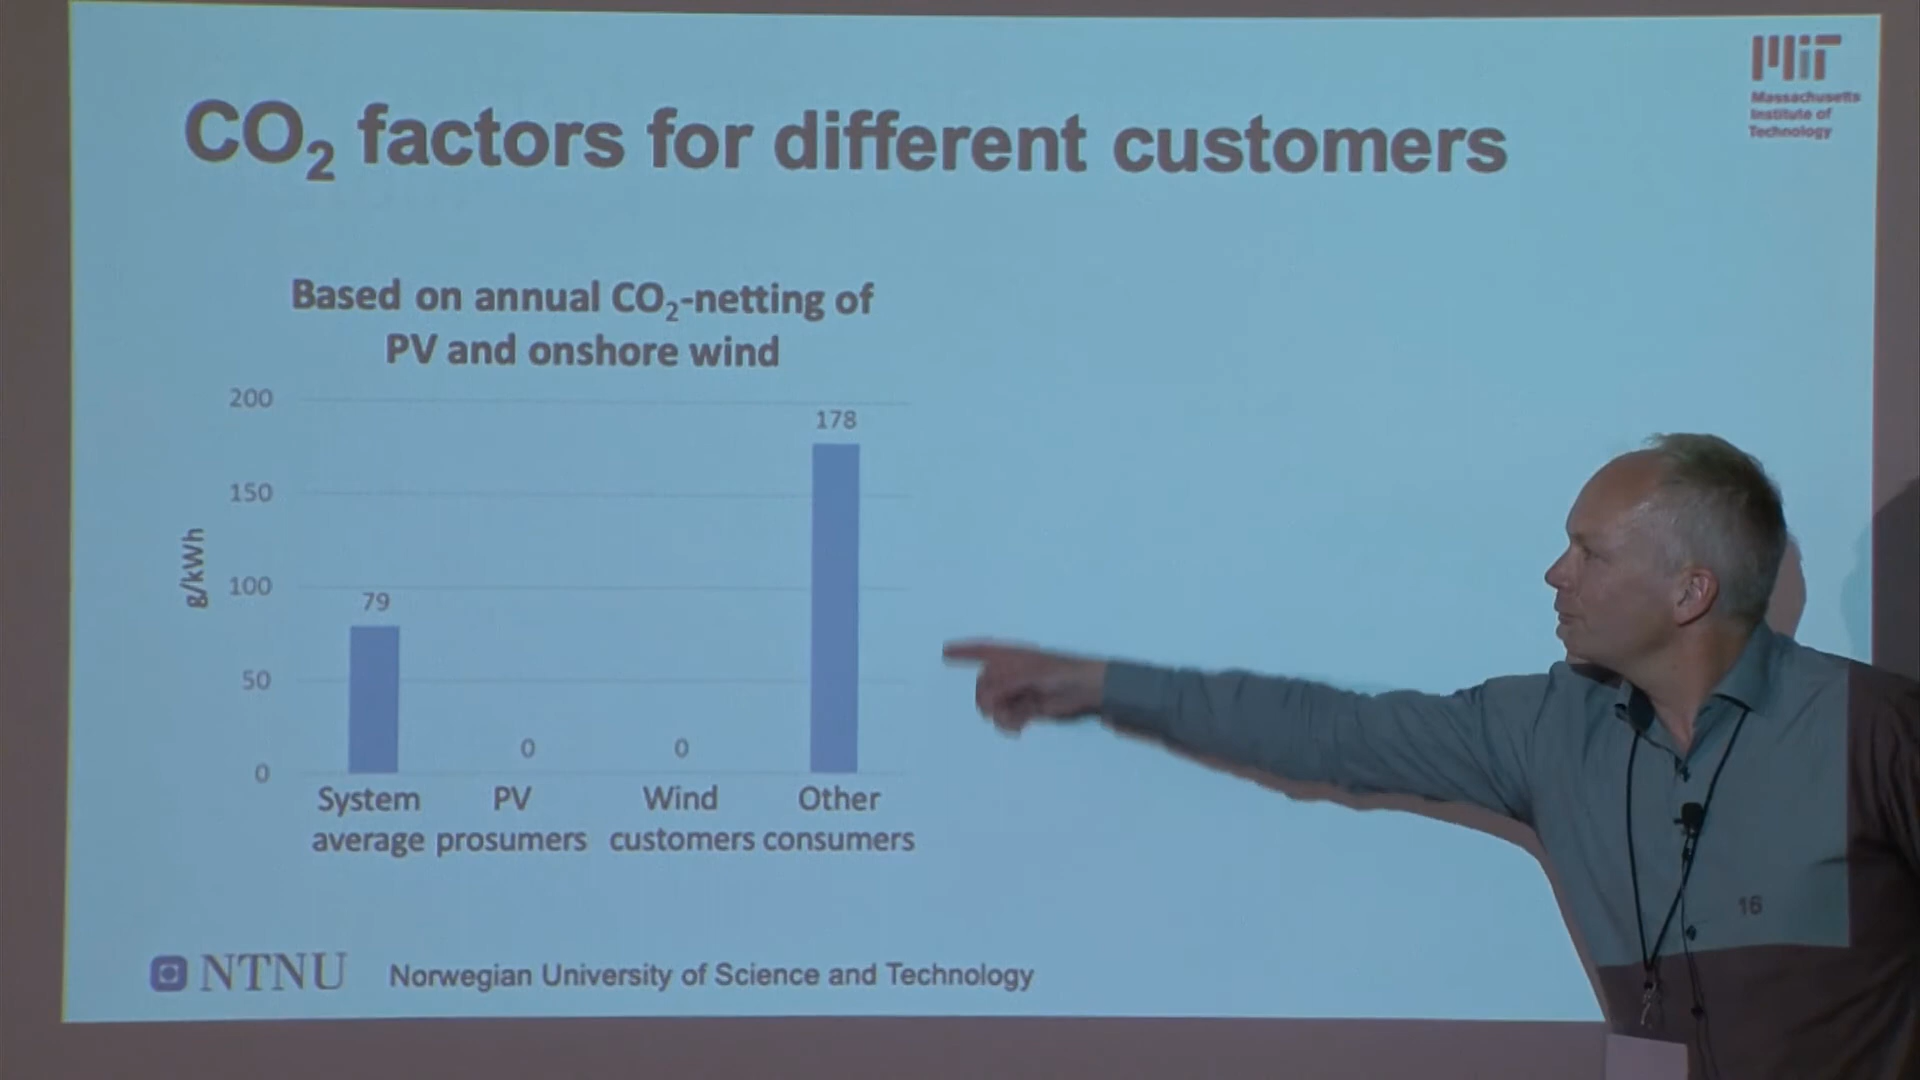 MIT
Massachusetts
Institute of
Technology
CO₂ factors for different customers
Based on annual CO₂-netting of
PV and onshore wind
200
150
100
50
0
g/kWh
79
0
0
178
System average
PV prosumers
Wind customers
Other consumers
16
NTNU Norwegian University of Science and Technology